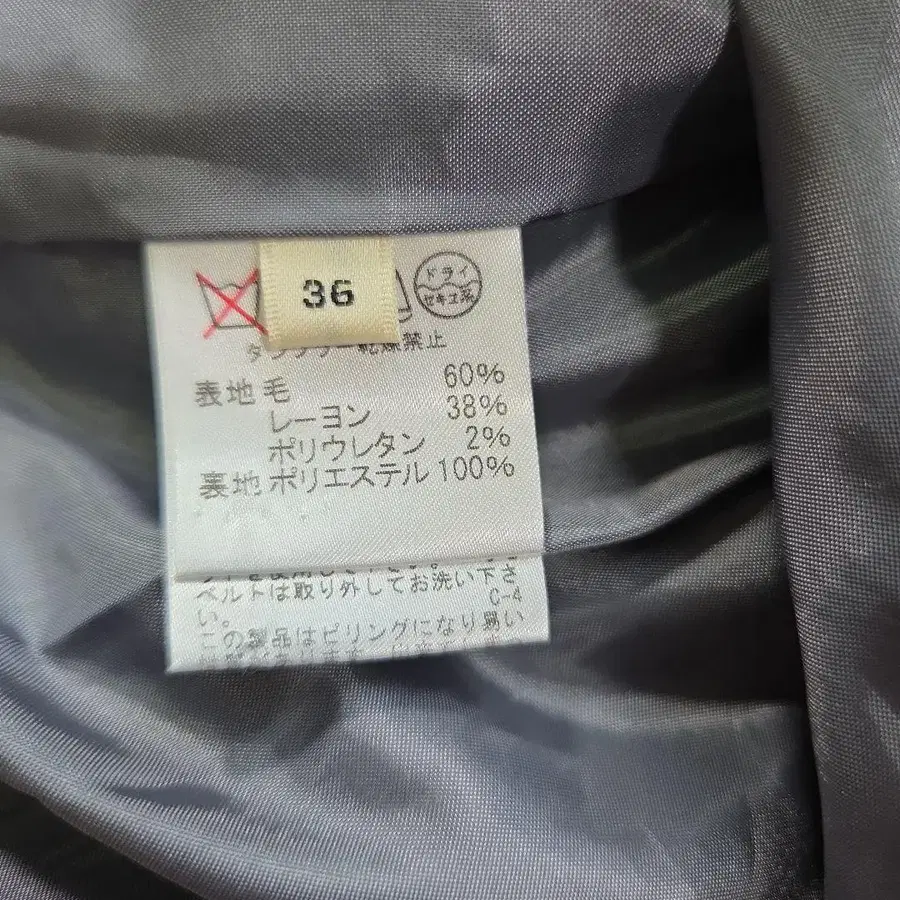 36
ドライ
セキユ系
タンブラー乾燥禁止
表地 毛 60%
レーヨン 38%
ポリウレタン 2%
裏地 ポリエステル 100%
ベルトは取り外してお洗い下さ
い。 C-4
この製品はピリングになり易い